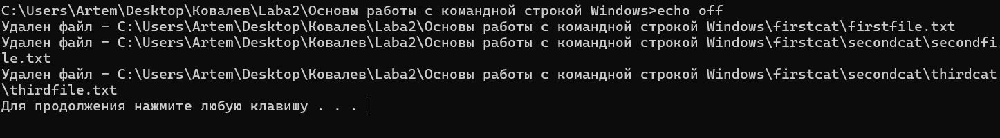 C:\Users\Artem\Desktop\Ковалев\Laba2\Основы работы с командной строкой Windows>echo off
Удален файл - C:\Users\Artem\Desktop\Ковалев\Laba2\Основы работы с командной строкой Windows\firstcat\firstfile.txt
Удален файл - C:\Users\Artem\Desktop\Ковалев\Laba2\Основы работы с командной строкой Windows\firstcat\secondcat\secondfi
le.txt
Удален файл - C:\Users\Artem\Desktop\Ковалев\Laba2\Основы работы с командной строкой Windows\firstcat\secondcat\thirdcat
\thirdfile.txt
Для продолжения нажмите любую клавишу . . .